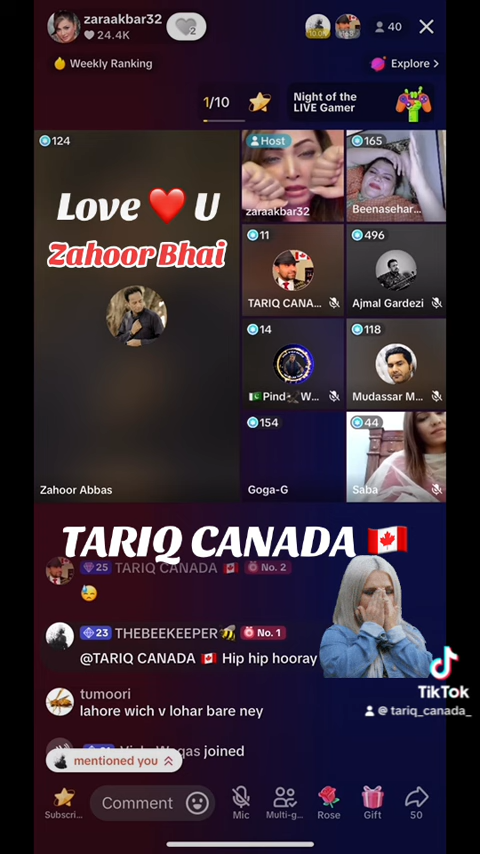 zaraakbar32
24.4K
2
40
Weekly Ranking
Explore >
1/10
Night of the
LIVE Gamer
124
Host
165
Love ❤️ U
Zahoor Bhai
zaraakbar32
Beenasehar...
11
496
TARIQ CANA...
Ajmal Gardezi
14
118
🇵🇰Pind W...
Mudassar M...
154
44
Zahoor Abbas
Goga-G
Saba
TARIQ CANADA 🇨🇦
25 TARIQ CANADA 🇨🇦 No. 2
😓
23 THEBEEKEEPER🐝 No. 1
@TARIQ CANADA 🇨🇦 Hip hip hooray
TikTok
@tariq_canada_
tumoori
lahore wich v lohar bare ney
joined
mentioned you
Comment
Subscri...
Mic
Multi-g...
Rose
Gift
50